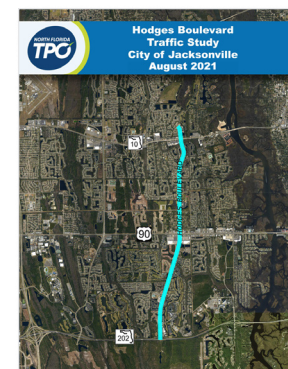 NORTH FLORIDA
TPO
Hodges Boulevard
Traffic Study
City of Jacksonville
August 2021
10
90
202